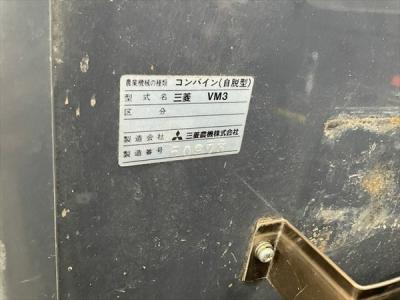 農業機械の種類 コンバイン(自脱型)
型式名 三菱 VM3
区分
製造会社 三菱農機株式会社
製造番号